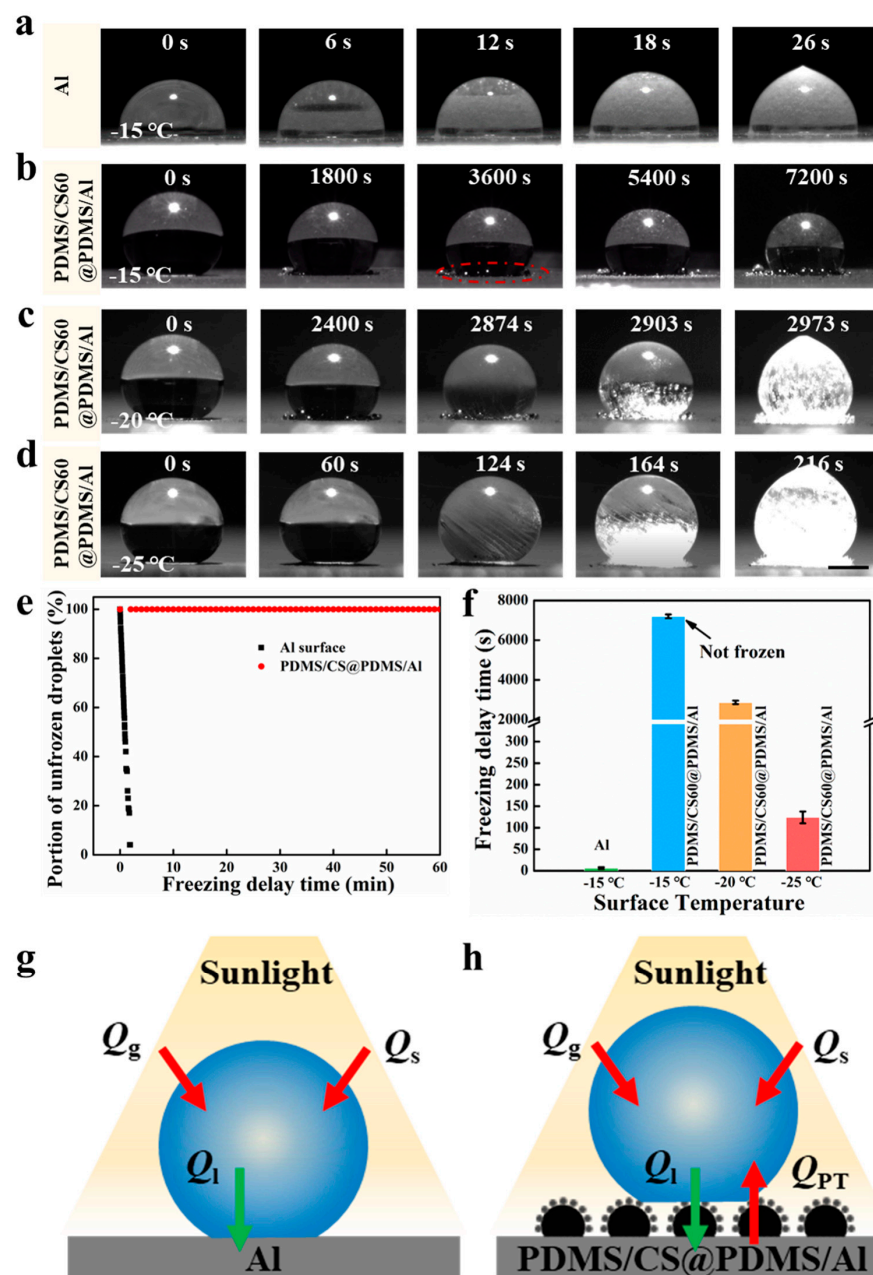 a
Al
0 s
6 s
12 s
18 s
26 s
-15 °C
b
PDMS/CS60
@PDMS/Al
0 s
1800 s
3600 s
5400 s
7200 s
-15 °C
c
PDMS/CS60
@PDMS/Al
0 s
2400 s
2874 s
2903 s
2973 s
-20 °C
d
PDMS/CS60
@PDMS/Al
0 s
60 s
124 s
164 s
216 s
-25 °C
e
Portion of unfrozen droplets (%)
100
80
60
40
20
0
Al surface
PDMS/CS@PDMS/Al
0
10
20
30
40
50
60
Freezing delay time (min)
f
Freezing delay time (s)
8000
6000
4000
2000
300
250
200
150
100
50
0
Not frozen
Al
PDMS/CS60@PDMS/Al
PDMS/CS60@PDMS/Al
PDMS/CS60@PDMS/Al
-15 °C
-15 °C
-20 °C
-25 °C
Surface Temperature
g
Sunlight
Qg
Qs
Ql
Al
h
Sunlight
Qg
Qs
Ql
QPT
PDMS/CS@PDMS/Al